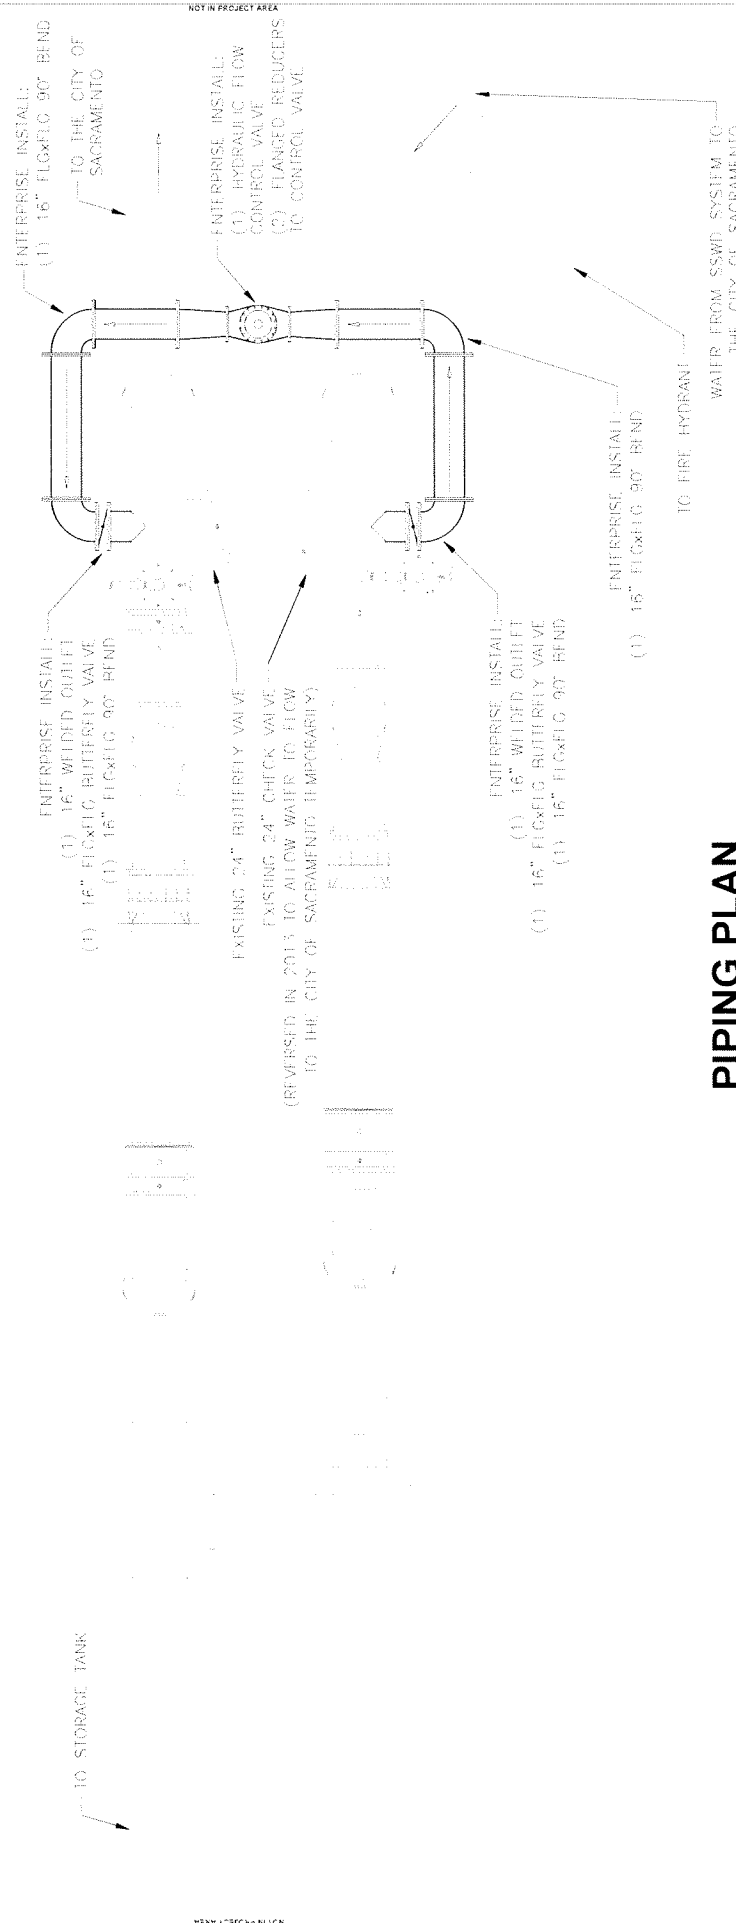 NOT IN PROJECT AREA
ENTERPRISE INSTALL:
(1) 16" FLGxFLG 90° BEND
TO THE CITY OF
SACRAMENTO
ENTERPRISE INSTALL:
(1) HYDRAULIC FLOW
CONTROL VALVE
(2) FLANGED REDUCERS
TO CONTROL VALVE
WATER FROM SSWD SYSTEM TO
THE CITY OF SACRAMENTO
TO FIRE HYDRANT
ENTERPRISE INSTALL:
(1) 16" FLGxFLG 90° BEND
ENTERPRISE INSTALL:
(1) 16" WELDED OUTLET
(1) 16" FLGxFLG BUTTERFLY VALVE
(1) 16" FLGxFLG 90° BEND
EXISTING 24" BUTTERFLY VALVE
EXISTING 24" CHECK VALVE
(REVERSED IN 2013 TO ALLOW WATER TO FLOW
TO THE CITY OF SACRAMENTO TEMPORARILY)
ENTERPRISE INSTALL:
(1) 16" WELDED OUTLET
(1) 16" FLGxFLG BUTTERFLY VALVE
(1) 16" FLGxFLG 90° BEND
TO STORAGE TANK
PIPING PLAN